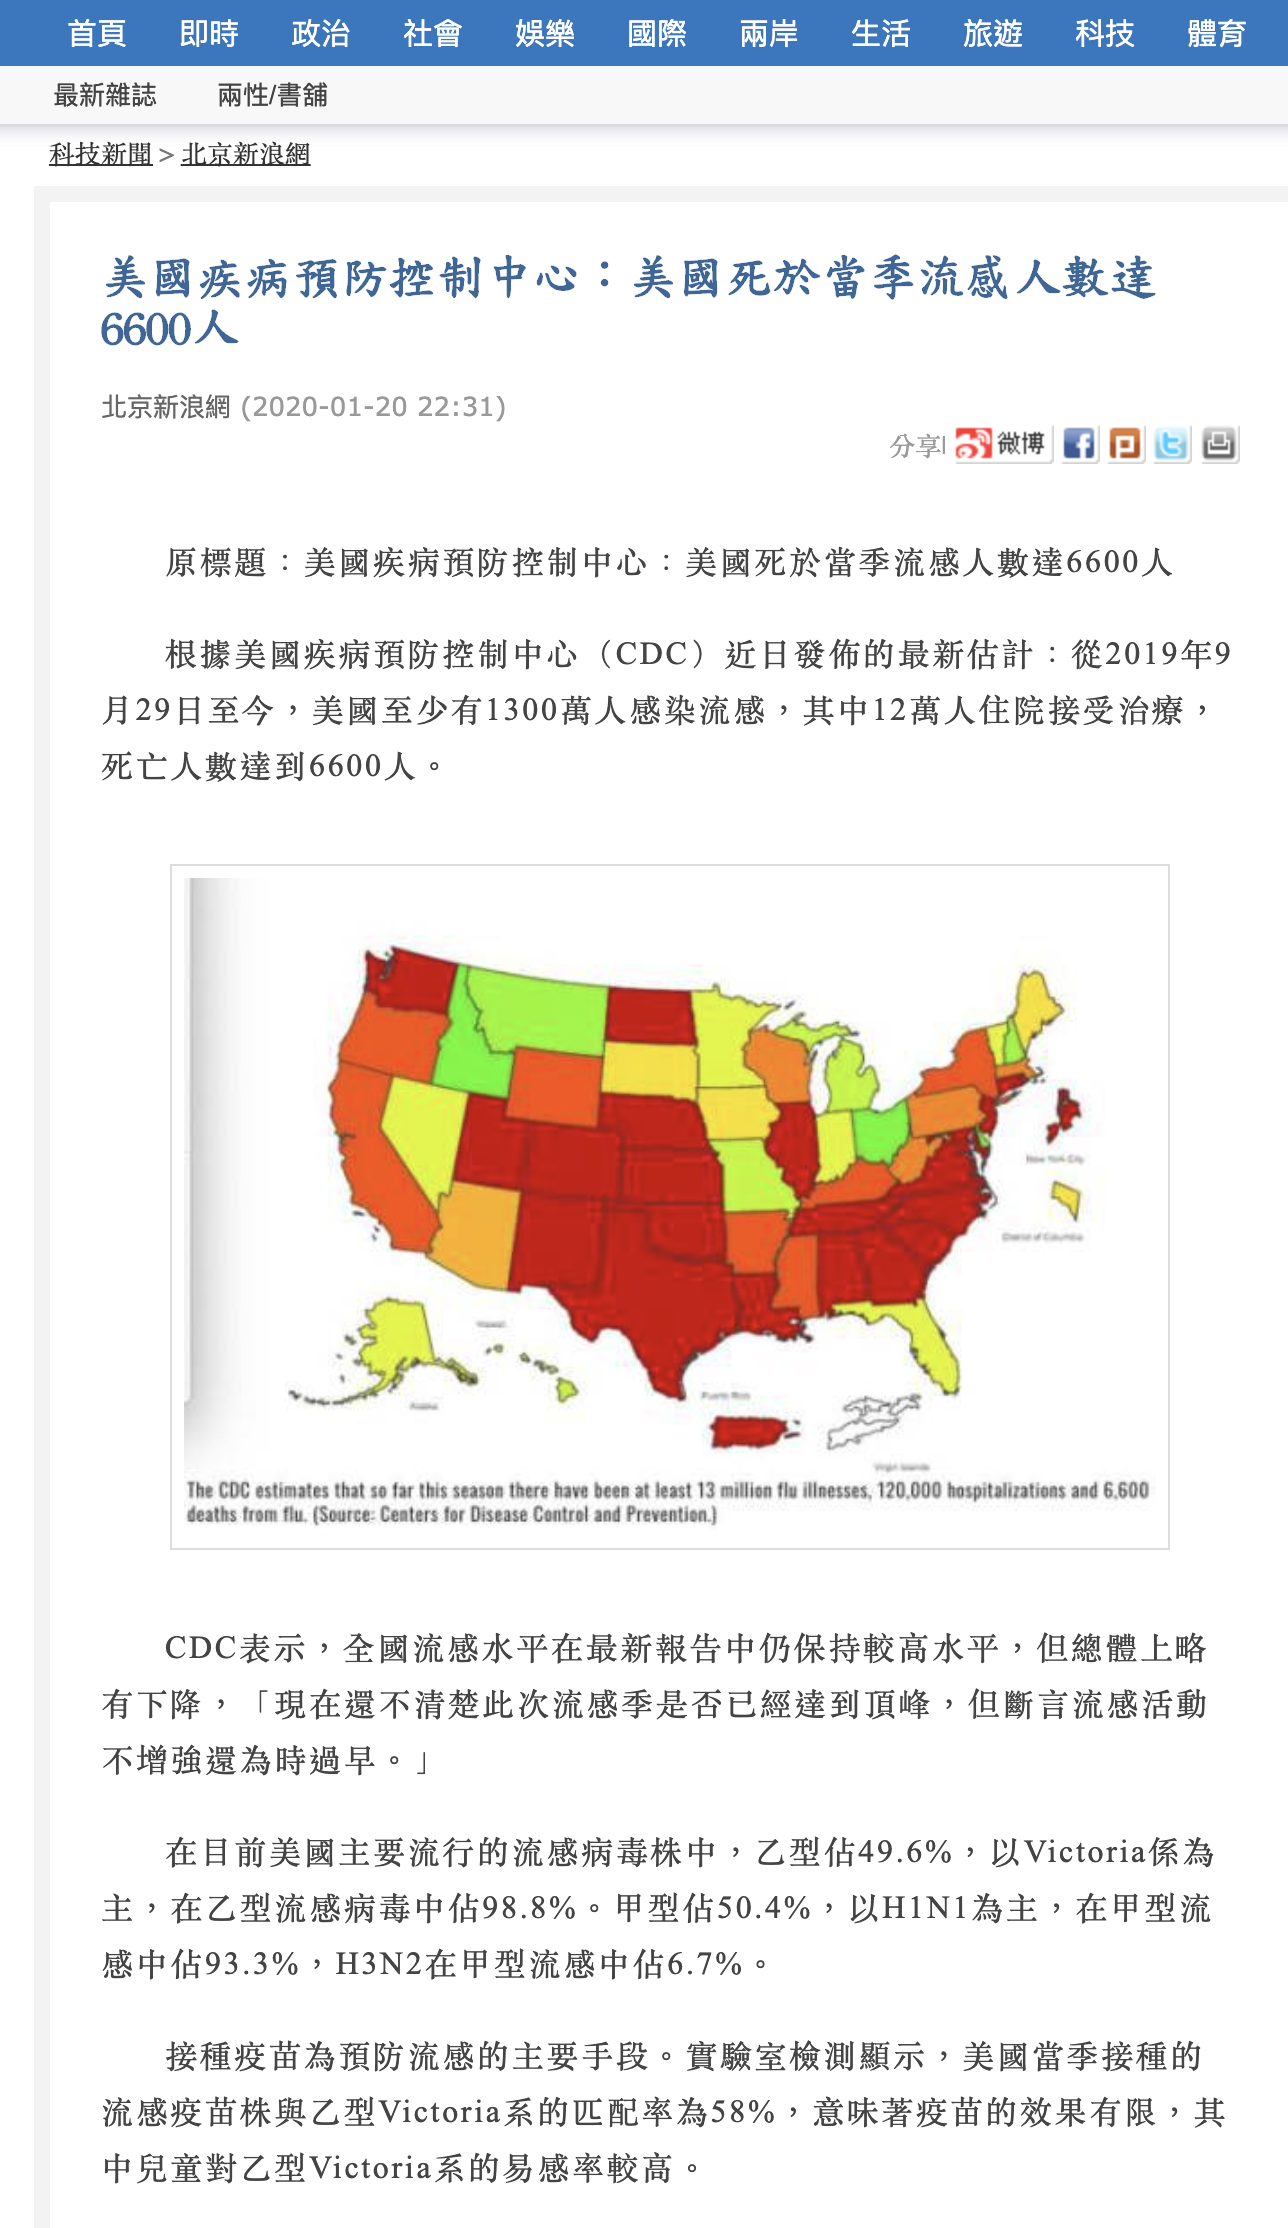 首頁 即時 政治 社會 娛樂 國際 兩岸 生活 旅遊 科技 體育
最新雜誌 兩性/書舖
科技新聞 > 北京新浪網
美國疾病預防控制中心：美國死於當季流感人數達
6600人
北京新浪網 (2020-01-20 22:31)
分享| 微博
原標題：美國疾病預防控制中心：美國死於當季流感人數達6600人
根據美國疾病預防控制中心（CDC）近日發佈的最新估計：從2019年9
月29日至今，美國至少有1300萬人感染流感，其中12萬人住院接受治療，
死亡人數達到6600人。
New York City
District of Columbia
Hawaii
Alaska
Puerto Rico
Virgin Islands
The CDC estimates that so far this season there have been at least 13 million flu illnesses, 120,000 hospitalizations and 6,600
deaths from flu. (Source: Centers for Disease Control and Prevention.)
CDC表示，全國流感水平在最新報告中仍保持較高水平，但總體上略
有下降，「現在還不清楚此次流感季是否已經達到頂峰，但斷言流感活動
不增強還為時過早。」
在目前美國主要流行的流感病毒株中，乙型佔49.6%，以Victoria係為
主，在乙型流感病毒中佔98.8%。甲型佔50.4%，以H1N1為主，在甲型流
感中佔93.3%，H3N2在甲型流感中佔6.7%。
接種疫苗為預防流感的主要手段。實驗室檢測顯示，美國當季接種的
流感疫苗株與乙型Victoria系的匹配率為58%，意味著疫苗的效果有限，其
中兒童對乙型Victoria系的易感率較高。